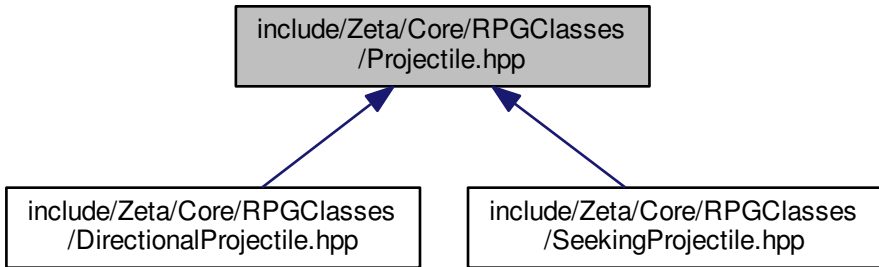 include/Zeta/Core/RPGClasses
/Projectile.hpp
include/Zeta/Core/RPGClasses
/DirectionalProjectile.hpp
include/Zeta/Core/RPGClasses
/SeekingProjectile.hpp